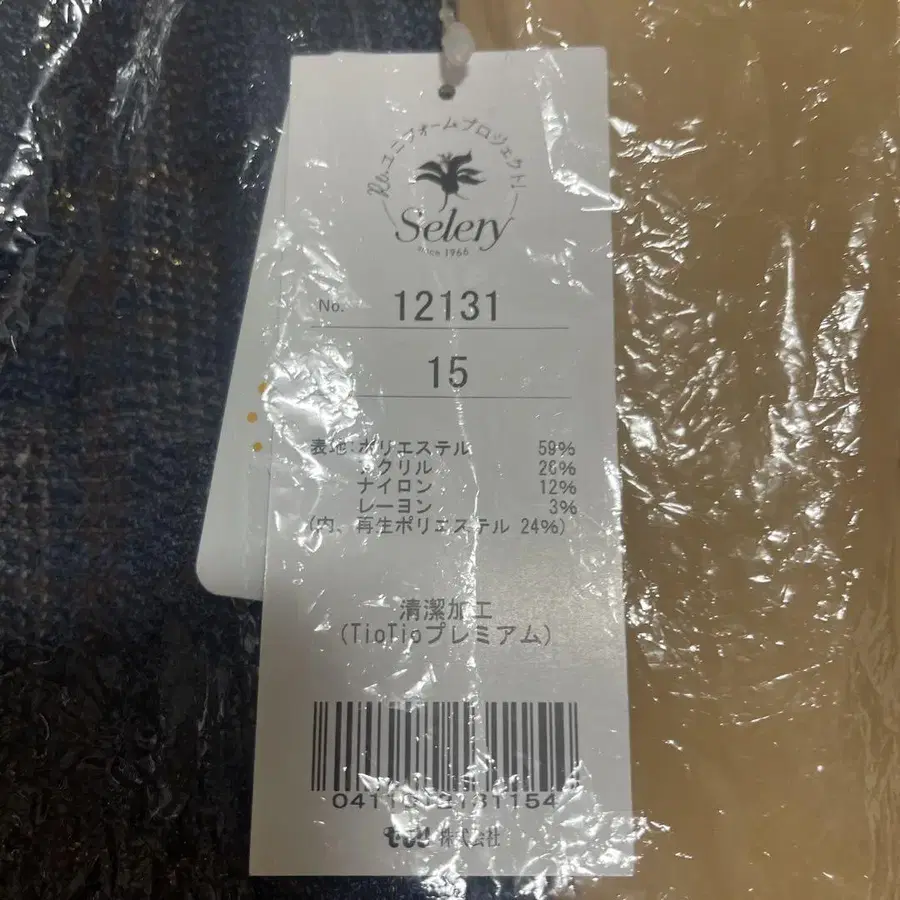 Re.ユニフォームプロジェクト!
Selery
since 1966
No. 12131
15
表地:ポリエステル 59%
アクリル 26%
ナイロン 12%
レーヨン 3%
(内、再生ポリエステル 24%)
清潔加工
(TioTioプレミアム)
株式会社